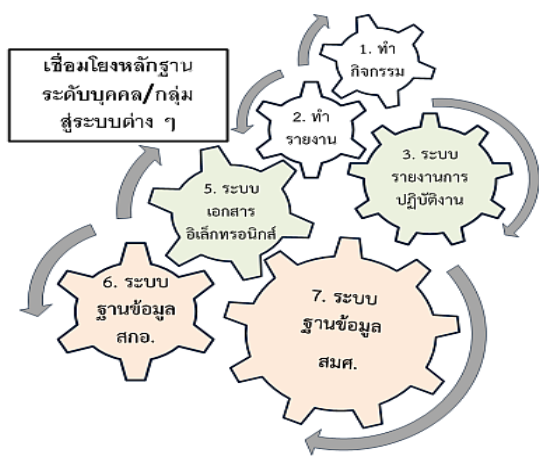 เชื่อมโยงหลักฐาน
ระดับบุคคล/กลุ่ม
สู่ระบบต่าง ๆ
1. ทำ
กิจกรรม
2. ทำ
รายงาน
3. ระบบ
รายงานการ
ปฏิบัติงาน
5. ระบบ
เอกสาร
อิเล็กทรอนิกส์
6. ระบบ
ฐานข้อมูล
สกอ.
7. ระบบ
ฐานข้อมูล
สมศ.